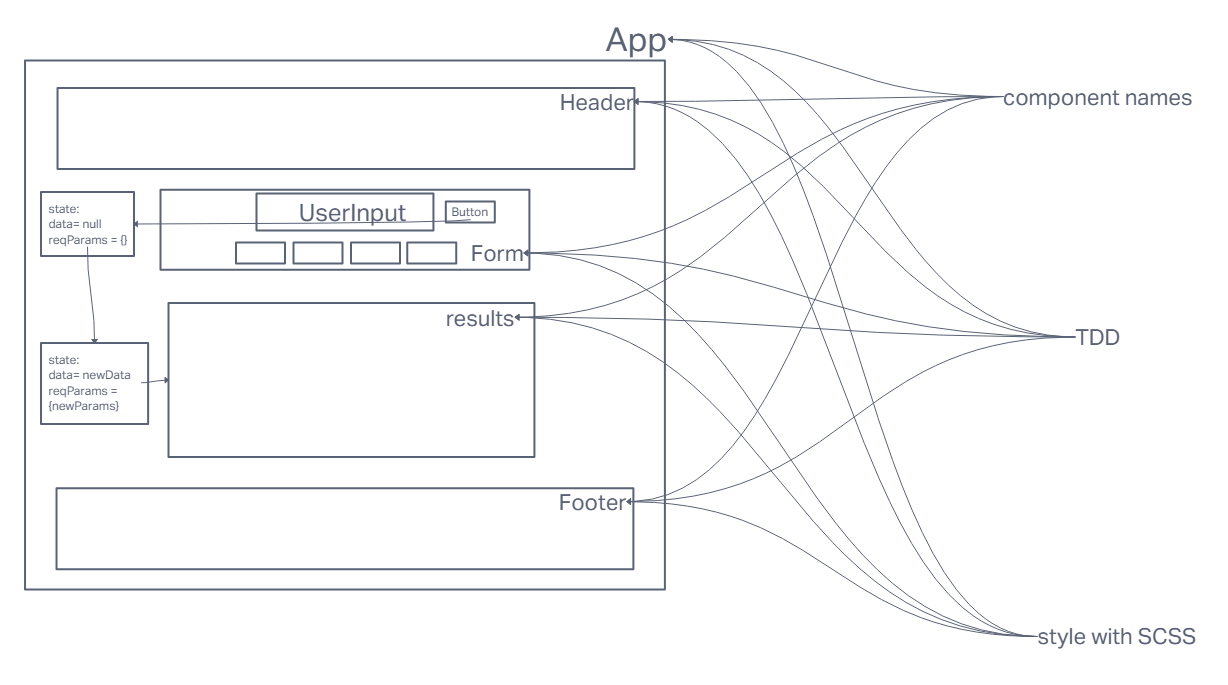 App
component names
Header
state:
data= null
reqParams = {}
UserInput
Button
Form
results
TDD
state:
data= newData
reqParams =
{newParams}
Footer
style with SCSS